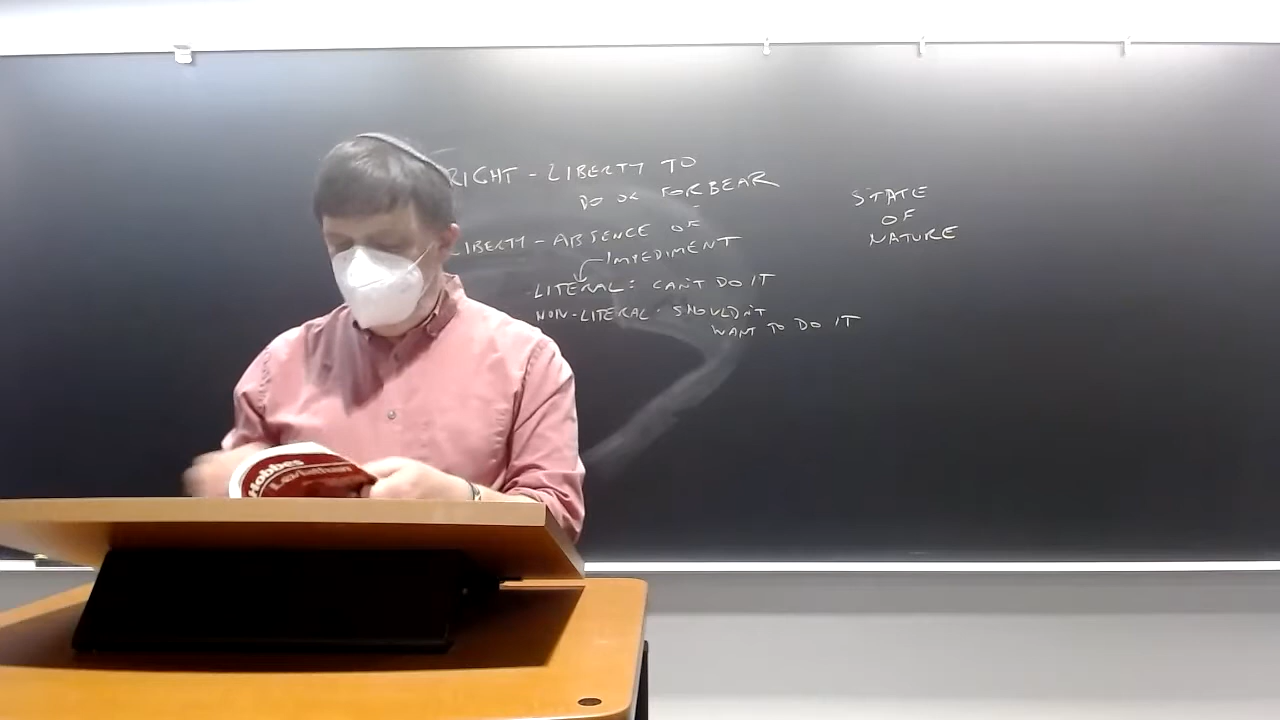 RIGHT - LIBERTY TO
DO OR FORBEAR
LIBERTY - ABSENCE OF
IMPEDIMENT
LITERAL: CAN'T DO IT
NON-LITERAL: SHOULDN'T
WANT TO DO IT
STATE
OF
NATURE
Hobbes
Leviathan